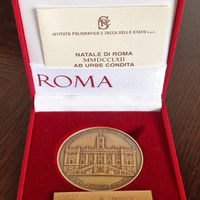 ISTITUTO POLIGRAFICO E ZECCA DELLO STATO S.p.A.
NATALE DI ROMA
MMDCCLXII
AB URBE CONDITA
ROMA